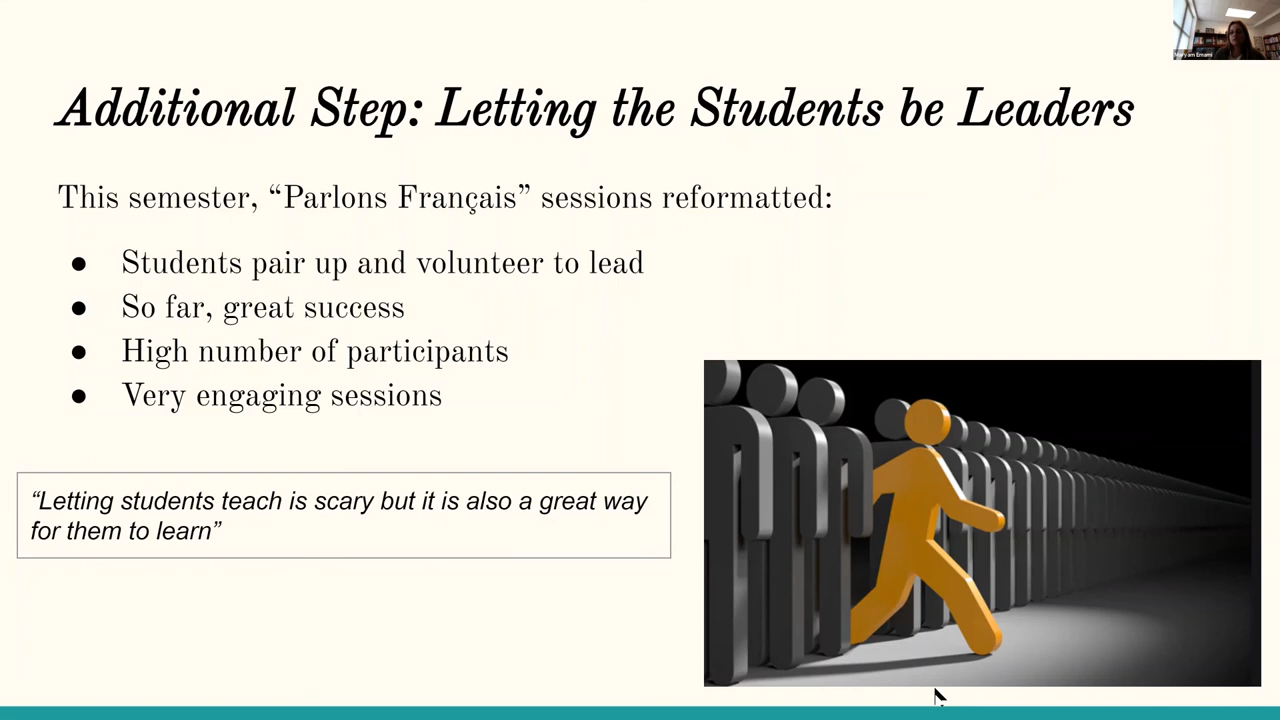 Maryam Emami
Additional Step: Letting the Students be Leaders
This semester, “Parlons Français” sessions reformatted:
● Students pair up and volunteer to lead
● So far, great success
● High number of participants
● Very engaging sessions
“Letting students teach is scary but it is also a great way
for them to learn”